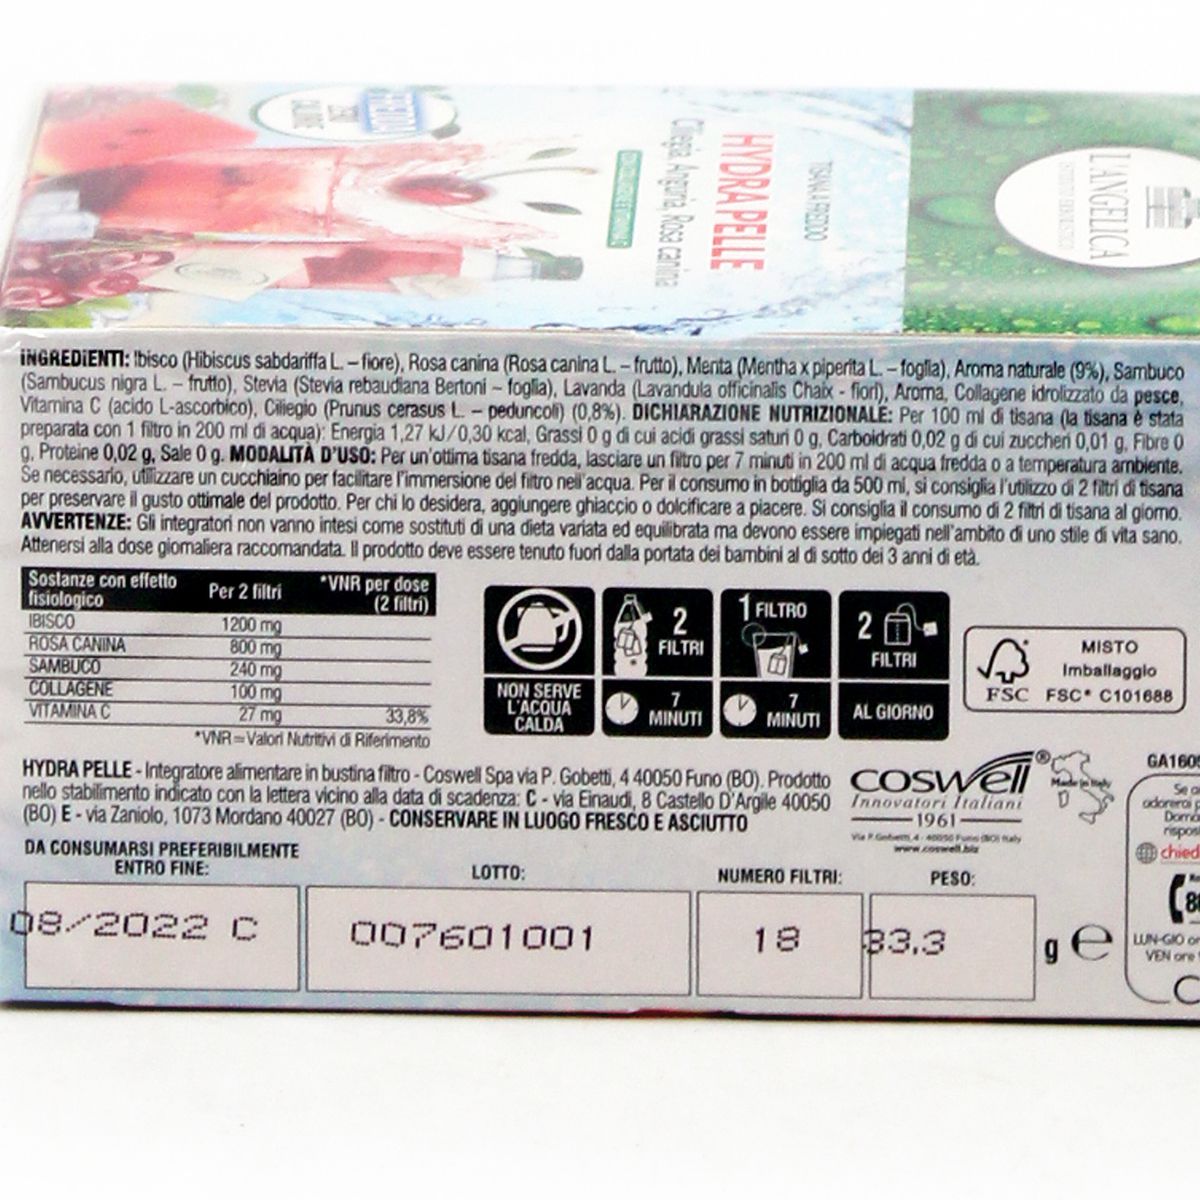 L'ANGELICA
TISANA FREDDO
HYDRA PELLE
Ciliegia, Anguria, Rosa canina
INGREDIENTI: Ibisco (Hibiscus sabdariffa L. – fiore), Rosa canina (Rosa canina L. – frutto), Menta (Mentha x piperita L. – foglia), Aroma naturale (9%), Sambuco
(Sambucus nigra L. – frutto), Stevia (Stevia rebaudiana Bertoni – foglia), Lavanda (Lavandula officinalis Chaix - fiori), Aroma, Collagene idrolizzato da pesce,
Vitamina C (acido L-ascorbico), Ciliegio (Prunus cerasus L. – peduncoli) (0,8%). DICHIARAZIONE NUTRIZIONALE: Per 100 ml di tisana (la tisana è stata
preparata con 1 filtro in 200 ml di acqua): Energia 1,27 kJ/0,30 kcal, Grassi 0 g di cui acidi grassi saturi 0 g, Carboidrati 0,02 g di cui zuccheri 0,01 g, Fibre 0
g, Proteine 0,02 g, Sale 0 g. MODALITÀ D'USO: Per un'ottima tisana fredda, lasciare un filtro per 7 minuti in 200 ml di acqua fredda o a temperatura ambiente.
Se necessario, utilizzare un cucchiaino per facilitare l'immersione del filtro nell'acqua. Per il consumo in bottiglia da 500 ml, si consiglia l'utilizzo di 2 filtri di tisana
per preservare il gusto ottimale del prodotto. Per chi lo desidera, aggiungere ghiaccio o dolcificare a piacere. Si consiglia il consumo di 2 filtri di tisana al giorno.
AVVERTENZE: Gli integratori non vanno intesi come sostituti di una dieta variata ed equilibrata ma devono essere impiegati nell'ambito di uno stile di vita sano.
Attenersi alla dose giornaliera raccomandata. Il prodotto deve essere tenuto fuori dalla portata dei bambini al di sotto dei 3 anni di età.
Sostanze con effetto fisiologico Per 2 filtri *VNR per dose (2 filtri)
IBISCO 1200 mg
ROSA CANINA 800 mg
SAMBUCO 240 mg
COLLAGENE 100 mg
VITAMINA C 27 mg 33,8%
*VNR=Valori Nutritivi di Riferimento
NON SERVE
L'ACQUA
CALDA
2
FILTRI
7
MINUTI
1 FILTRO
7
MINUTI
2
FILTRI
AL GIORNO
FSC
MISTO
Imballaggio
FSC® C101688
HYDRA PELLE - Integratore alimentare in bustina filtro - Coswell Spa via P. Gobetti, 4 40050 Funo (BO). Prodotto
nello stabilimento indicato con la lettera vicino alla data di scadenza: C - via Einaudi, 8 Castello D'Argile 40050
(BO) E - via Zaniolo, 1073 Mordano 40027 (BO) - CONSERVARE IN LUOGO FRESCO E ASCIUTTO
COSWELL®
Innovatori Italiani
1961
Via P.Gobetti, 4 - 40050 Funo (BO) Italy
www.coswell.biz
Made in Italy
GA1605
chied
LUN-GIO or
VEN ore
DA CONSUMARSI PREFERIBILMENTE
ENTRO FINE:
08/2022 C
LOTTO:
007601001
NUMERO FILTRI:
18
PESO:
33.3
g e